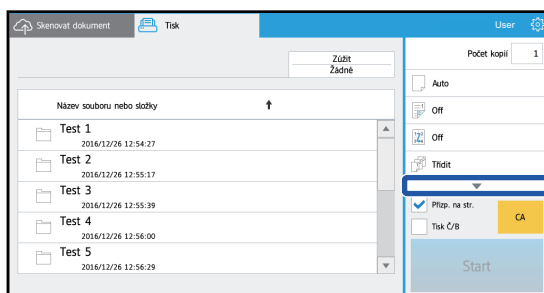 Skenovat dokument
Tisk
User
Zúžit
Žádné
Název souboru nebo složky
Test 1
2016/12/26 12:54:27
Test 2
2016/12/26 12:55:17
Test 3
2016/12/26 12:55:39
Test 4
2016/12/26 12:56:00
Test 5
2016/12/26 12:56:29
Počet kopií 1
Auto
Off
Off
Třídit
Přizp. na str.
Tisk Č/B
CA
Start